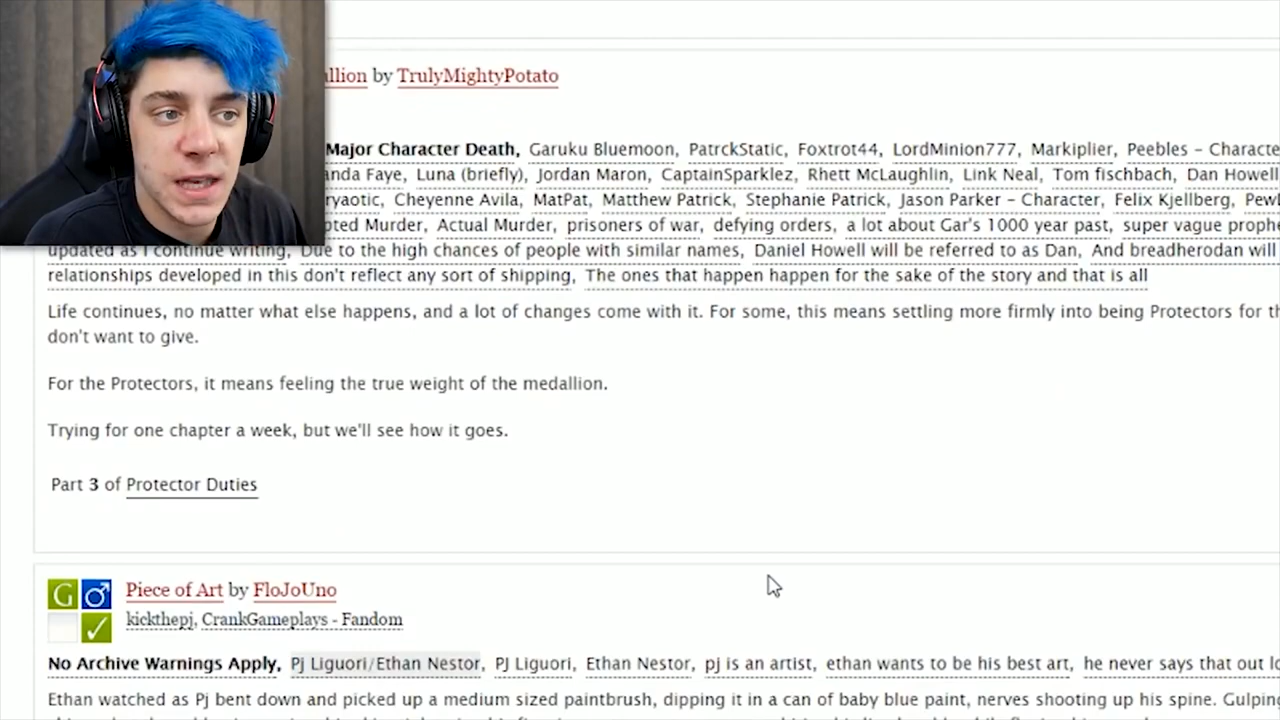 llion by TrulyMightyPotato
Major Character Death, Garuku Bluemoon, PatrckStatic, Foxtrot44, LordMinion777, Markiplier, Peebles - Characte
anda Faye, Luna (briefly), Jordan Maron, CaptainSparklez, Rhett McLaughlin, Link Neal, Tom fischbach, Dan Howell
ryaotic, Cheyenne Avila, MatPat, Matthew Patrick, Stephanie Patrick, Jason Parker - Character, Felix Kjellberg, Pew
pted Murder, Actual Murder, prisoners of war, defying orders, a lot about Gar's 1000 year past, super vague prophe
updated as I continue writing, Due to the high chances of people with similar names, Daniel Howell will be referred to as Dan, And breadherodan will
relationships developed in this don't reflect any sort of shipping, The ones that happen happen for the sake of the story and that is all
Life continues, no matter what else happens, and a lot of changes come with it. For some, this means settling more firmly into being Protectors for th
don't want to give.
For the Protectors, it means feeling the true weight of the medallion.
Trying for one chapter a week, but we'll see how it goes.
Part 3 of Protector Duties
G Piece of Art by FloJoUno
kickthepj, CrankGameplays - Fandom
No Archive Warnings Apply, Pj Liguori/Ethan Nestor, PJ Liguori, Ethan Nestor, pj is an artist, ethan wants to be his best art, he never says that out lo
Ethan watched as Pj bent down and picked up a medium sized paintbrush, dipping it in a can of baby blue paint, nerves shooting up his spine. Gulping